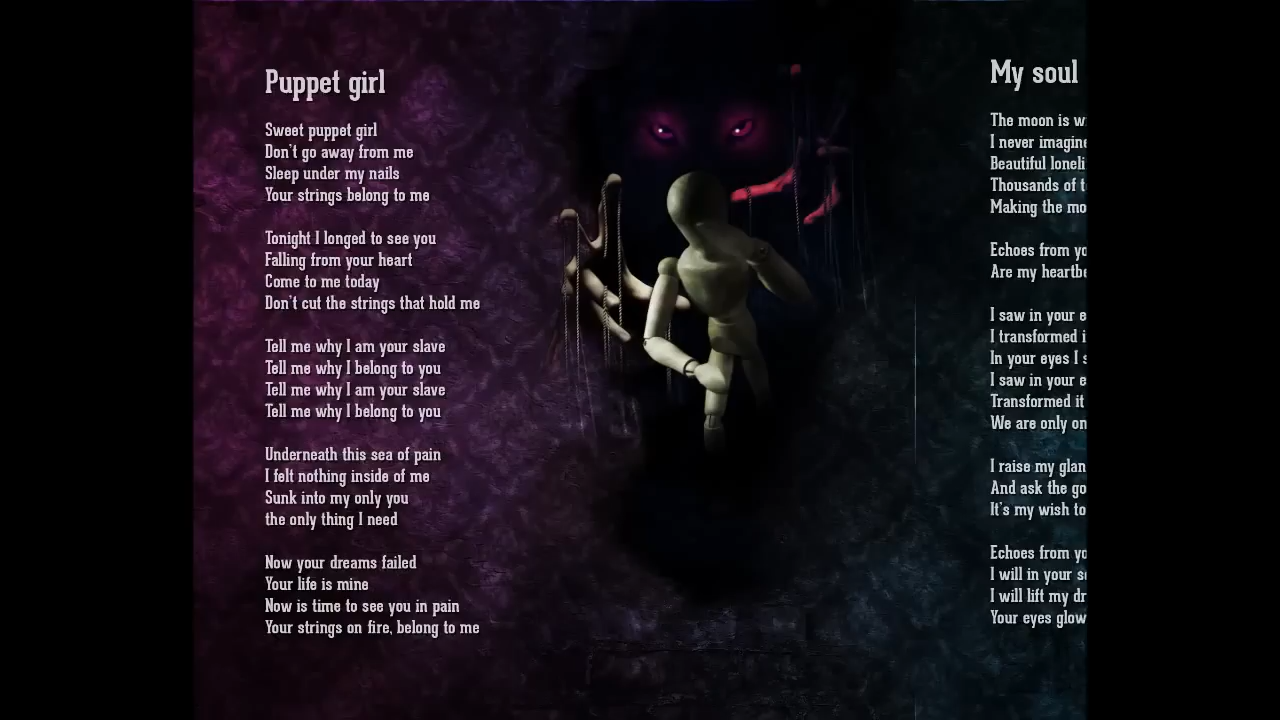 Puppet girl
Sweet puppet girl
Don't go away from me
Sleep under my nails
Your strings belong to me
Tonight I longed to see you
Falling from your heart
Come to me today
Don't cut the strings that hold me
Tell me why I am your slave
Tell me why I belong to you
Tell me why I am your slave
Tell me why I belong to you
Underneath this sea of pain
I felt nothing inside of me
Sunk into my only you
the only thing I need
Now your dreams failed
Your life is mine
Now is time to see you in pain
Your strings on fire, belong to me
My soul
The moon is
I never
Beautiful
Thousands of
Making the
Echoes from
Are my
I saw in your
I transformed
In your eyes I
I saw in your
Transformed it
We are only
I raise my
And ask the
It's my wish to
Echoes from
I will in your
I will lift my
Your eyes glow